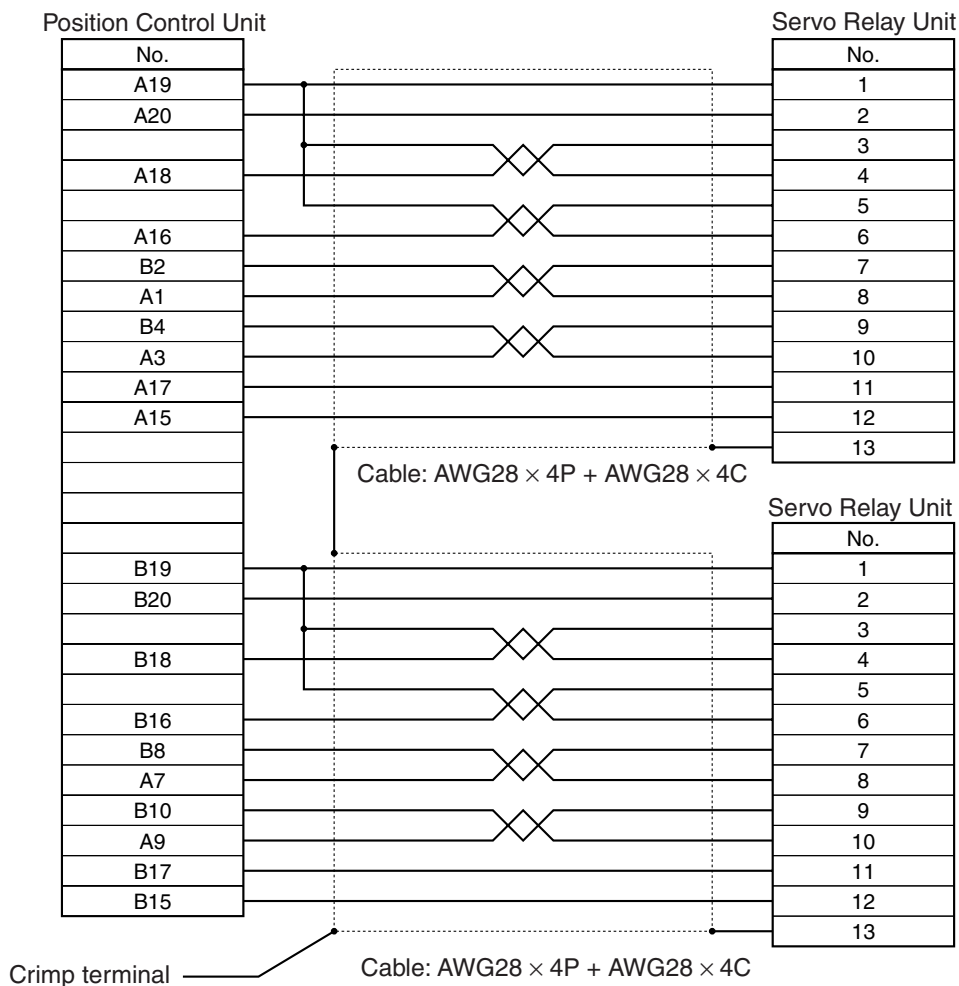 Position Control Unit
No.
A19
A20
A18
A16
B2
A1
B4
A3
A17
A15
B19
B20
B18
B16
B8
A7
B10
A9
B17
B15
Servo Relay Unit
No.
1
2
3
4
5
6
7
8
9
10
11
12
13
Cable: AWG28 × 4P + AWG28 × 4C
Servo Relay Unit
No.
1
2
3
4
5
6
7
8
9
10
11
12
13
Crimp terminal
Cable: AWG28 × 4P + AWG28 × 4C